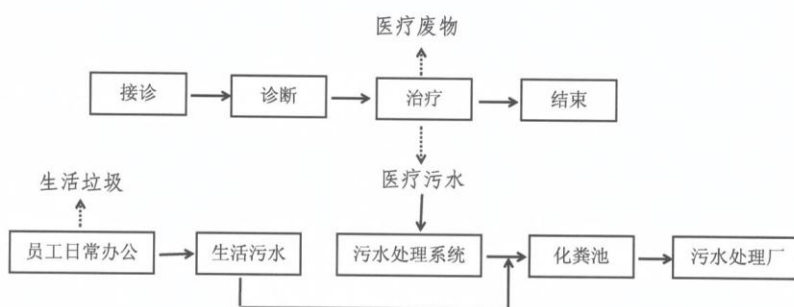 医疗废物
接诊
诊断
治疗
结束
生活垃圾
医疗污水
员工日常办公
生活污水
污水处理系统
化粪池
污水处理厂